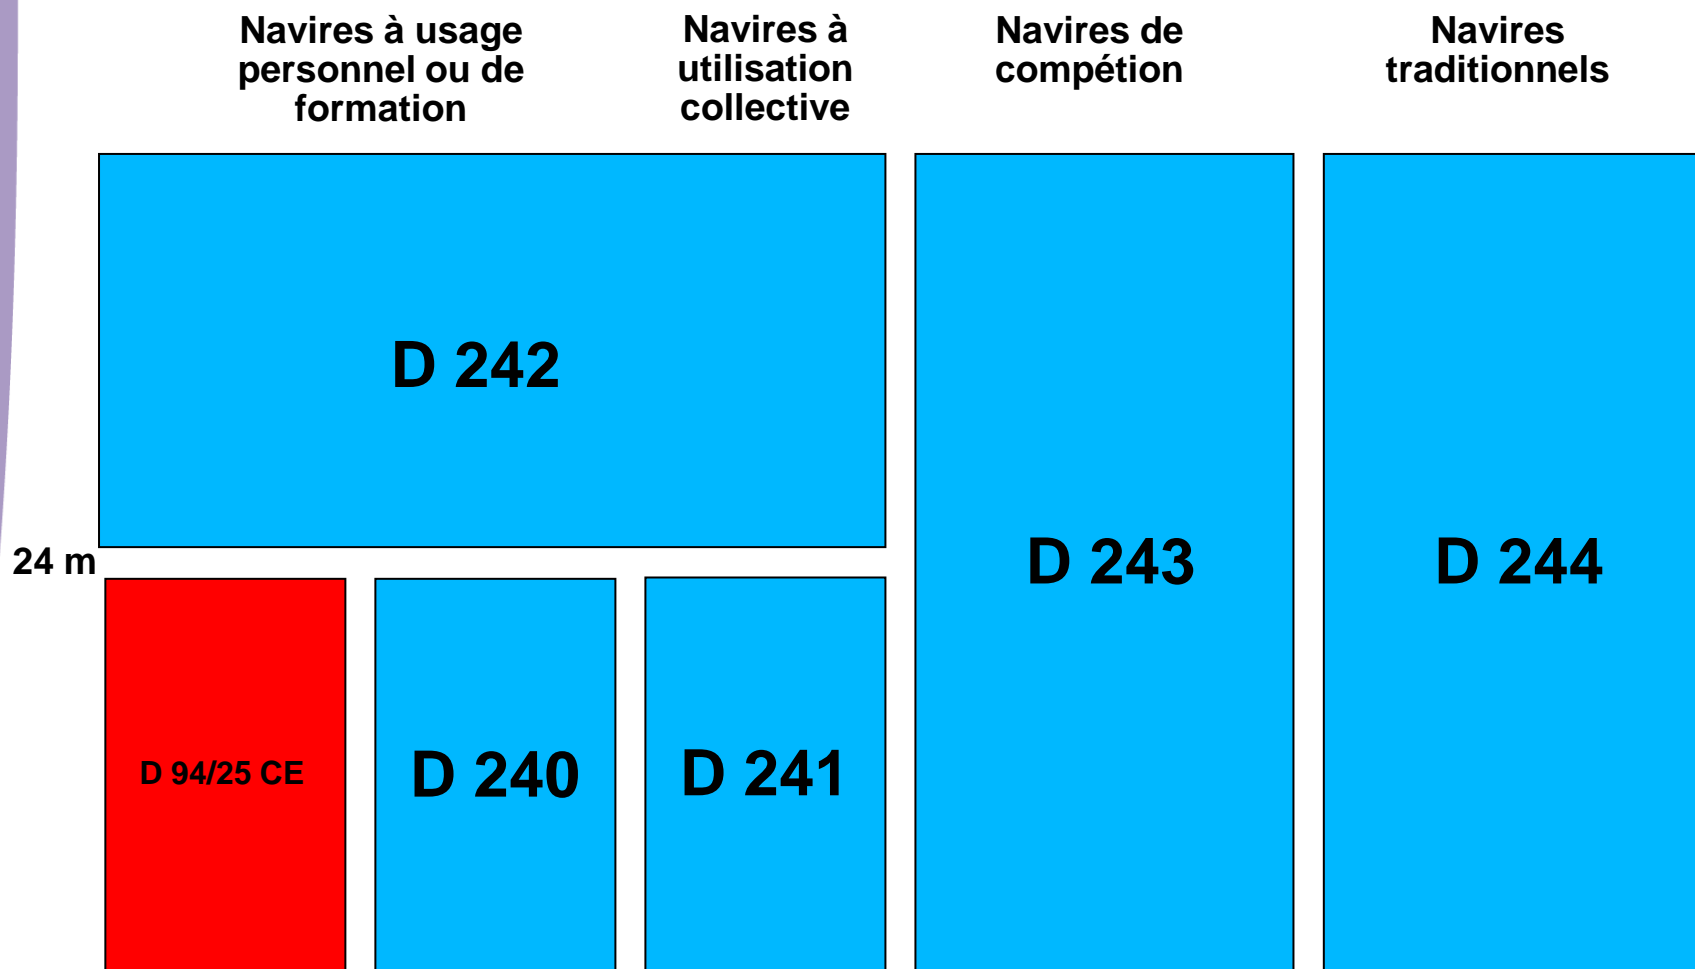 Navires à usage
personnel ou de
formation
Navires à
utilisation
collective
Navires de
compétion
Navires
traditionnels
D 242
24 m
D 243
D 244
D 94/25 CE
D 240
D 241